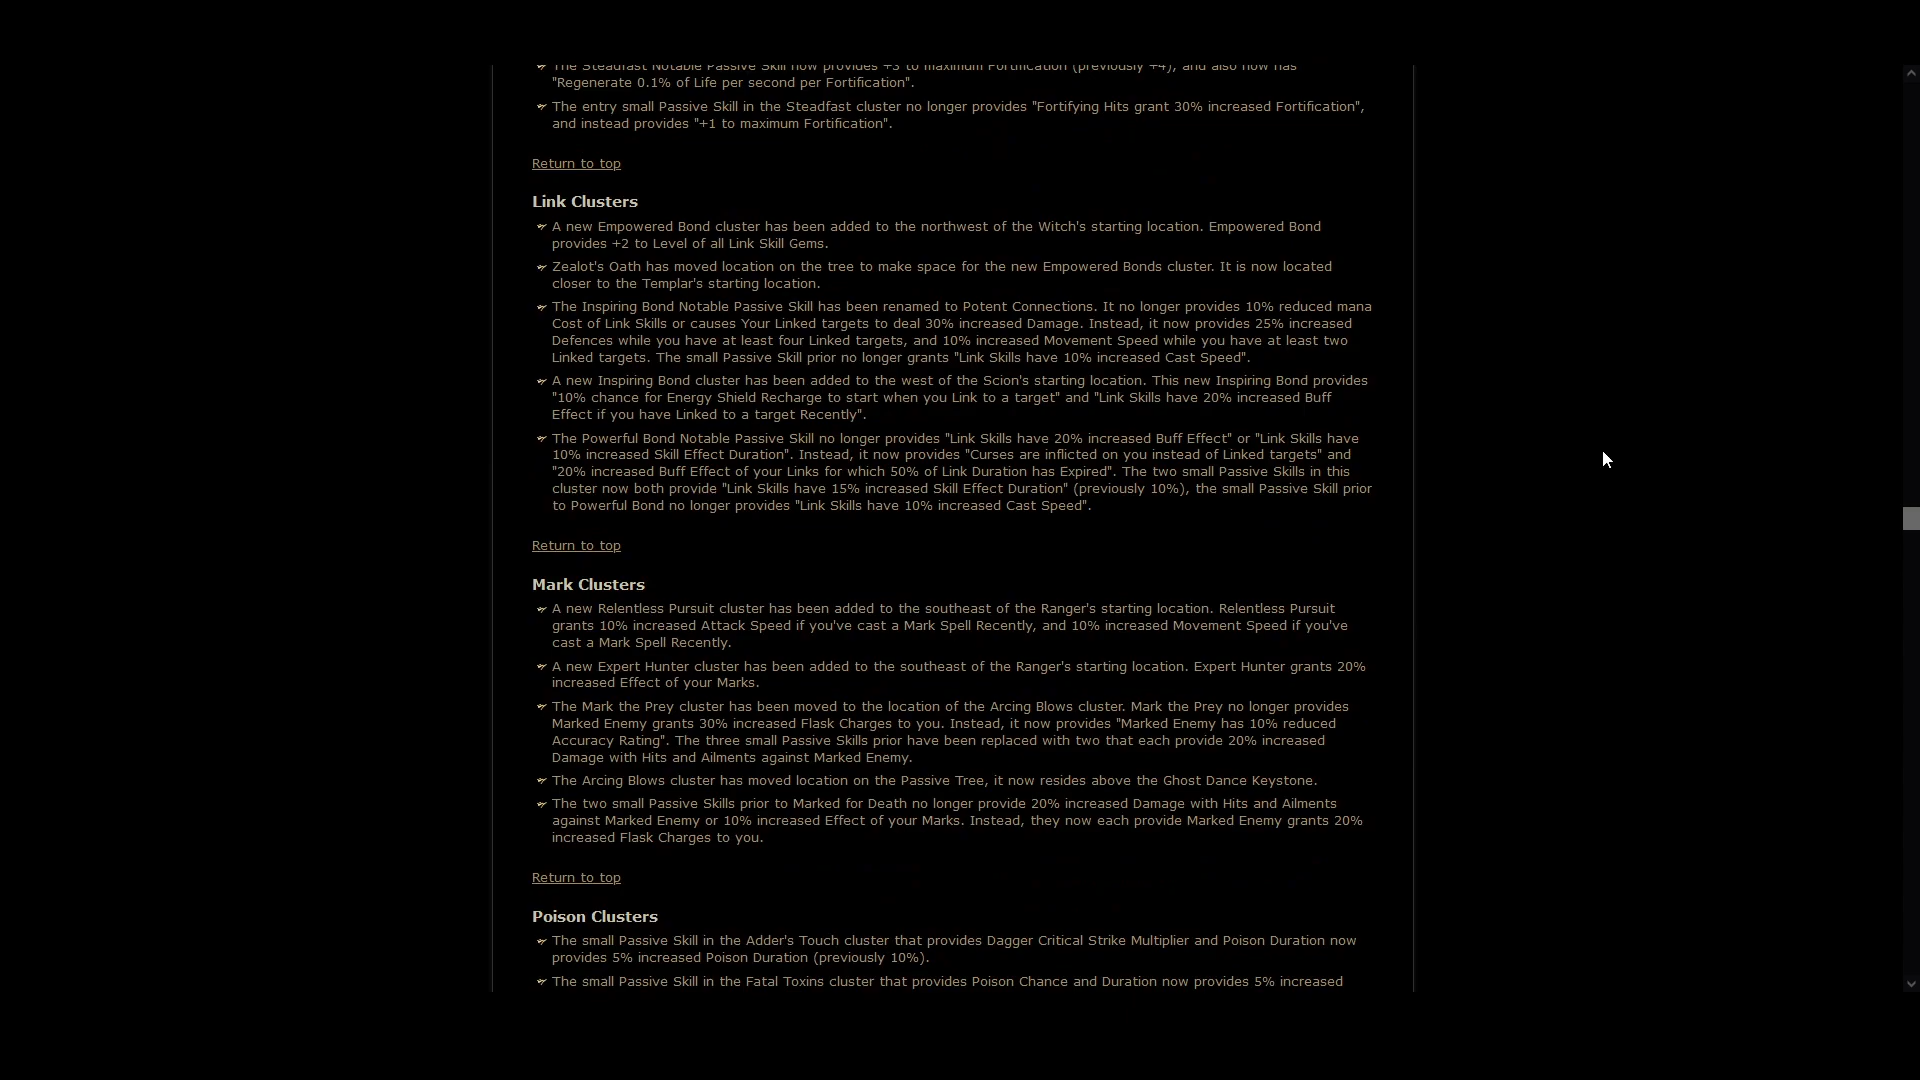 The Steadfast Notable Passive Skill now provides +3 to maximum Fortification (previously +4), and also now has
"Regenerate 0.1% of Life per second per Fortification".
The entry small Passive Skill in the Steadfast cluster no longer provides "Fortifying Hits grant 30% increased Fortification",
and instead provides "+1 to maximum Fortification".
Return to top
Link Clusters
A new Empowered Bond cluster has been added to the northwest of the Witch's starting location. Empowered Bond
provides +2 to Level of all Link Skill Gems.
Zealot's Oath has moved location on the tree to make space for the new Empowered Bonds cluster. It is now located
closer to the Templar's starting location.
The Inspiring Bond Notable Passive Skill has been renamed to Potent Connections. It no longer provides 10% reduced mana
Cost of Link Skills or causes Your Linked targets to deal 30% increased Damage. Instead, it now provides 25% increased
Defences while you have at least four Linked targets, and 10% increased Movement Speed while you have at least two
Linked targets. The small Passive Skill prior no longer grants "Link Skills have 10% increased Cast Speed".
A new Inspiring Bond cluster has been added to the west of the Scion's starting location. This new Inspiring Bond provides
"10% chance for Energy Shield Recharge to start when you Link to a target" and "Link Skills have 20% increased Buff
Effect if you have Linked to a target Recently".
The Powerful Bond Notable Passive Skill no longer provides "Link Skills have 20% increased Buff Effect" or "Link Skills have
10% increased Skill Effect Duration". Instead, it now provides "Curses are inflicted on you instead of Linked targets" and
"20% increased Buff Effect of your Links for which 50% of Link Duration has Expired". The two small Passive Skills in this
cluster now both provide "Link Skills have 15% increased Skill Effect Duration" (previously 10%), the small Passive Skill prior
to Powerful Bond no longer provides "Link Skills have 10% increased Cast Speed".
Return to top
Mark Clusters
A new Relentless Pursuit cluster has been added to the southeast of the Ranger's starting location. Relentless Pursuit
grants 10% increased Attack Speed if you've cast a Mark Spell Recently, and 10% increased Movement Speed if you've
cast a Mark Spell Recently.
A new Expert Hunter cluster has been added to the southeast of the Ranger's starting location. Expert Hunter grants 20%
increased Effect of your Marks.
The Mark the Prey cluster has been moved to the location of the Arcing Blows cluster. Mark the Prey no longer provides
Marked Enemy grants 30% increased Flask Charges to you. Instead, it now provides "Marked Enemy has 10% reduced
Accuracy Rating". The three small Passive Skills prior have been replaced with two that each provide 20% increased
Damage with Hits and Ailments against Marked Enemy.
The Arcing Blows cluster has moved location on the Passive Tree, it now resides above the Ghost Dance Keystone.
The two small Passive Skills prior to Marked for Death no longer provide 20% increased Damage with Hits and Ailments
against Marked Enemy or 10% increased Effect of your Marks. Instead, they now each provide Marked Enemy grants 20%
increased Flask Charges to you.
Return to top
Poison Clusters
The small Passive Skill in the Adder's Touch cluster that provides Dagger Critical Strike Multiplier and Poison Duration now
provides 5% increased Poison Duration (previously 10%).
The small Passive Skill in the Fatal Toxins cluster that provides Poison Chance and Duration now provides 5% increased